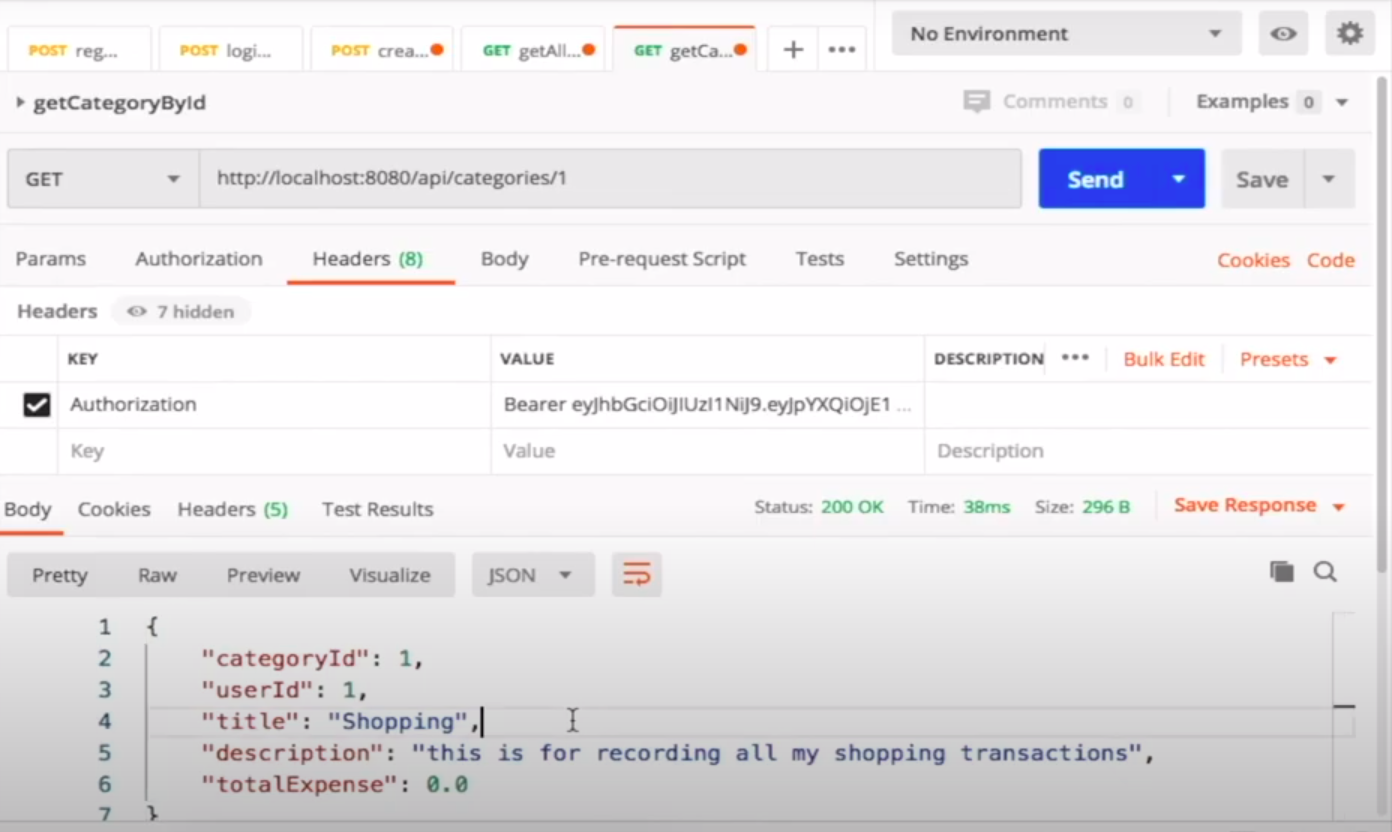 POST reg... POST logi... POST crea... GET getAll... GET getCa... + ••• No Environment
getCategoryById Comments 0 Examples 0
GET http://localhost:8080/api/categories/1 Send Save
Params Authorization Headers (8) Body Pre-request Script Tests Settings Cookies Code
Headers 7 hidden
KEY VALUE DESCRIPTION ••• Bulk Edit Presets
Authorization Bearer eyJhbGciOiJIUzI1NiJ9.eyJpYXQiOjE1 ...
Key Value Description
Body Cookies Headers (5) Test Results Status: 200 OK Time: 38ms Size: 296 B Save Response
Pretty Raw Preview Visualize JSON
1 {
2 "categoryId": 1,
3 "userId": 1,
4 "title": "Shopping",
5 "description": "this is for recording all my shopping transactions",
6 "totalExpense": 0.0
7 }